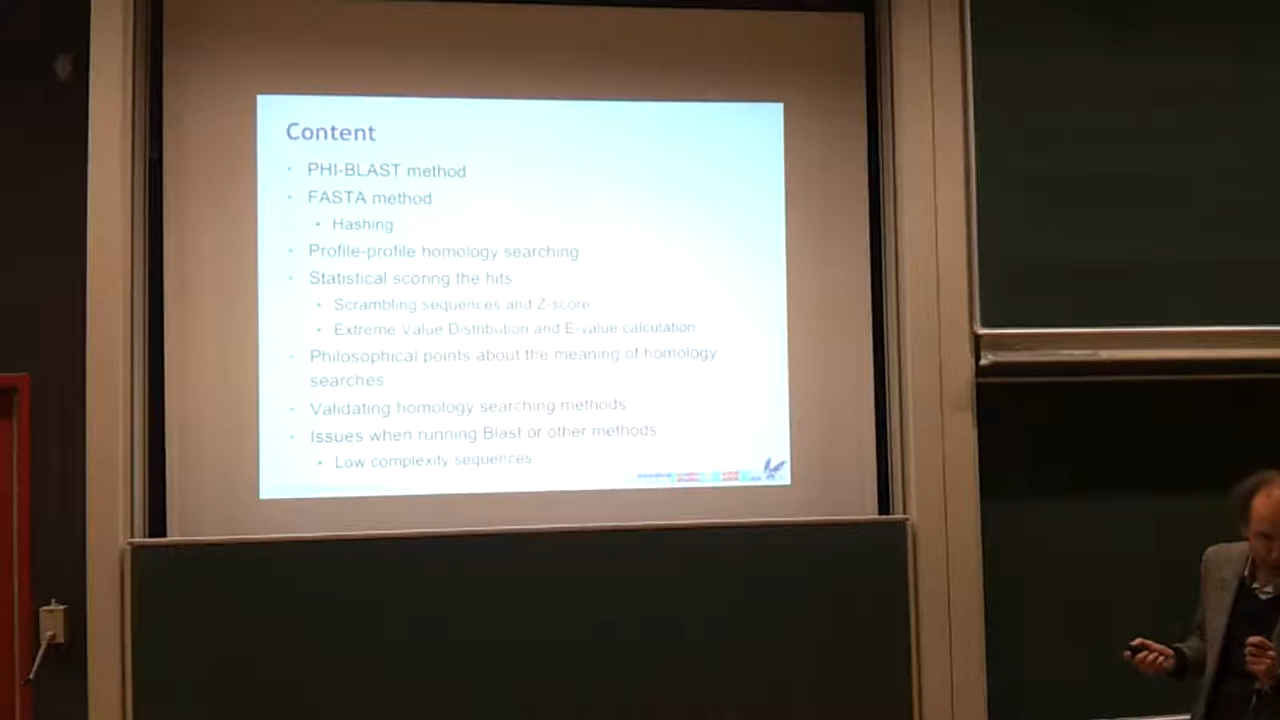 Content
PHI-BLAST method
FASTA method
Hashing
Profile-profile homology searching
Statistical scoring the hits
Scrambling sequences and Z-score
Extreme Value Distribution and E-value calculation
Philosophical points about the meaning of homology
searches
Validating homology searching methods
Issues when running Blast or other methods
Low complexity sequences